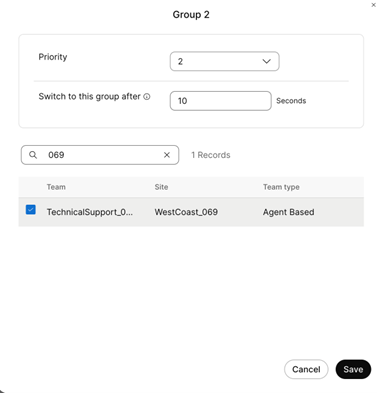 Group 2
Priority
2
Switch to this group after
10
Seconds
069
1 Records
Team Site Team type
TechnicalSupport_0... WestCoast_069 Agent Based
Cancel Save